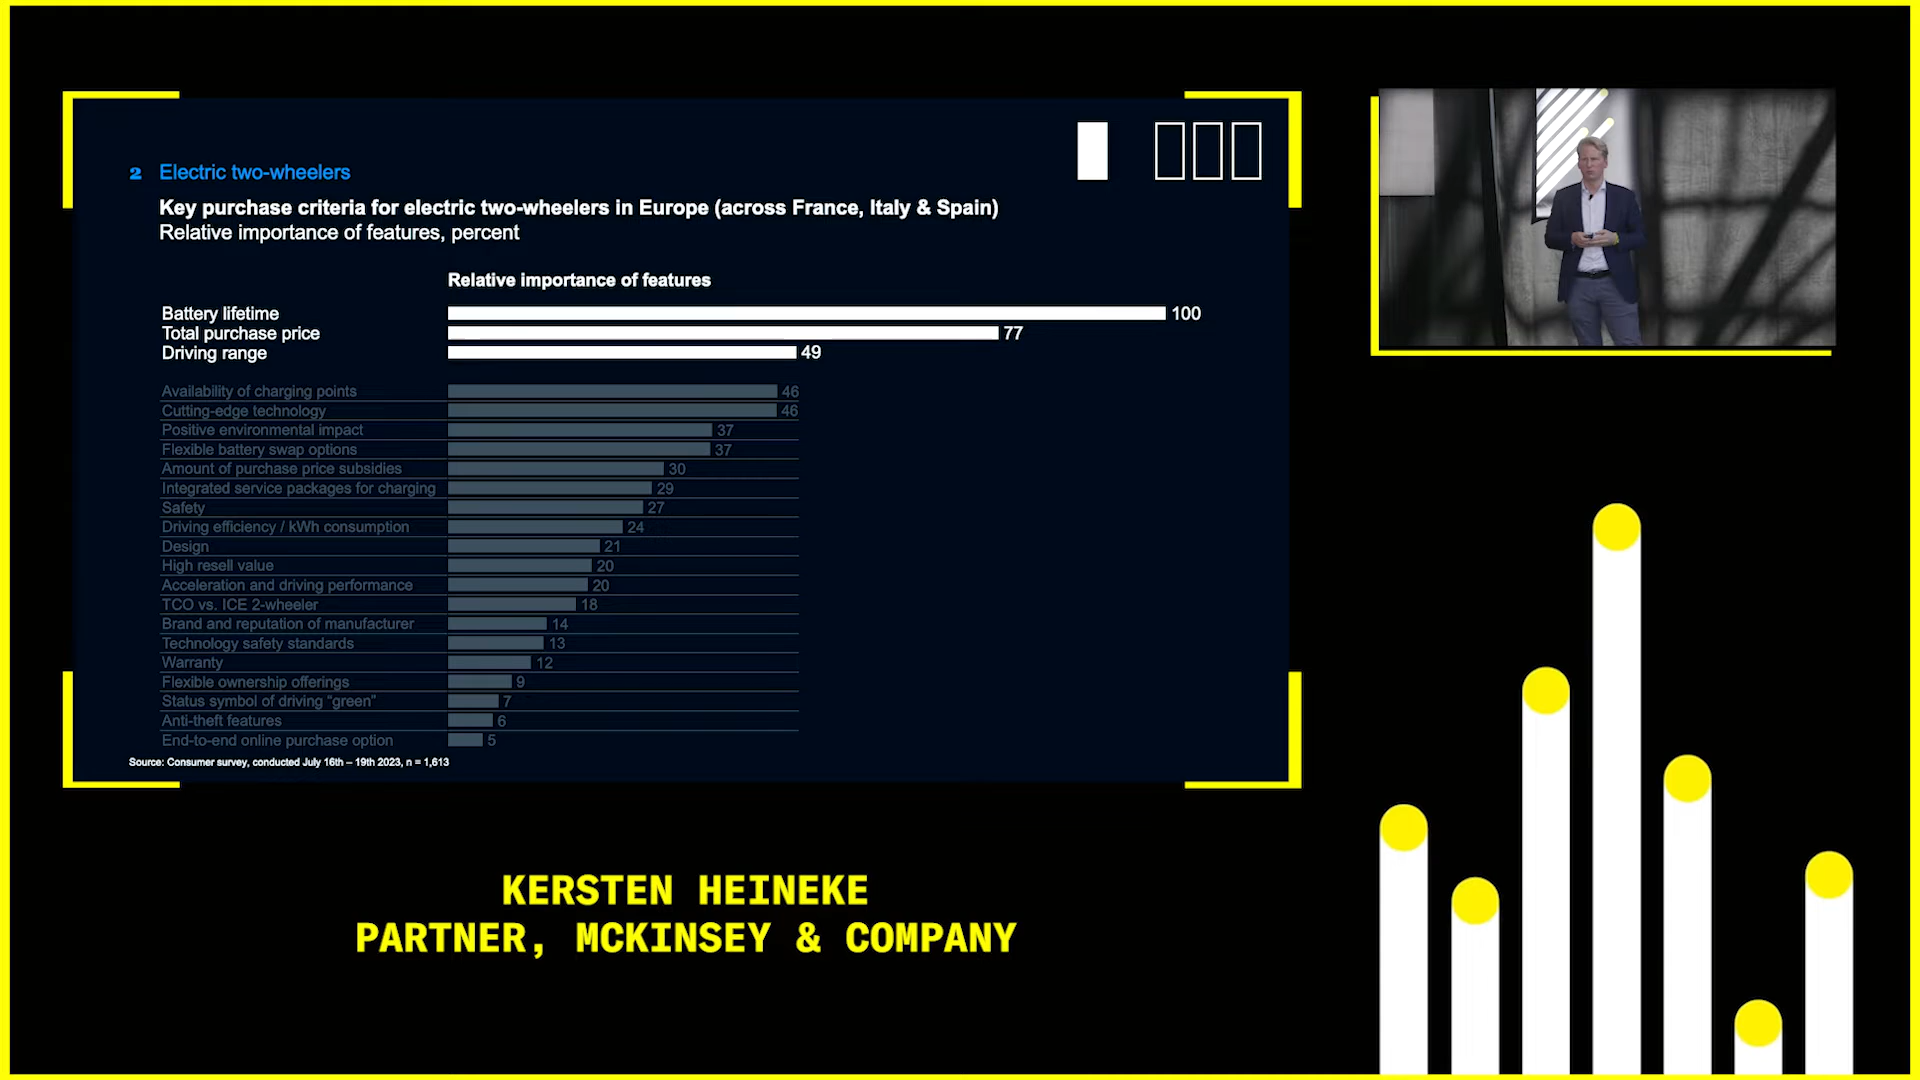 2 Electric two-wheelers
Key purchase criteria for electric two-wheelers in Europe (across France, Italy & Spain)
Relative importance of features, percent
Relative importance of features
Battery lifetime 100
Total purchase price 77
Driving range 49
Availability of charging points 46
Cutting-edge technology 46
Positive environmental impact 37
Flexible battery swap options 37
Amount of purchase price subsidies 30
Integrated service packages for charging 29
Safety 27
Driving efficiency / kWh consumption 24
Design 21
High resell value 20
Acceleration and driving performance 20
TCO vs. ICE 2-wheeler 18
Brand and reputation of manufacturer 14
Technology safety standards 13
Warranty 12
Flexible ownership offerings 9
Status symbol of driving “green” 7
Anti-theft features 6
End-to-end online purchase option 5
Source: Consumer survey, conducted July 16th – 19th 2023, n = 1,613
KERSTEN HEINEKE
PARTNER, MCKINSEY & COMPANY